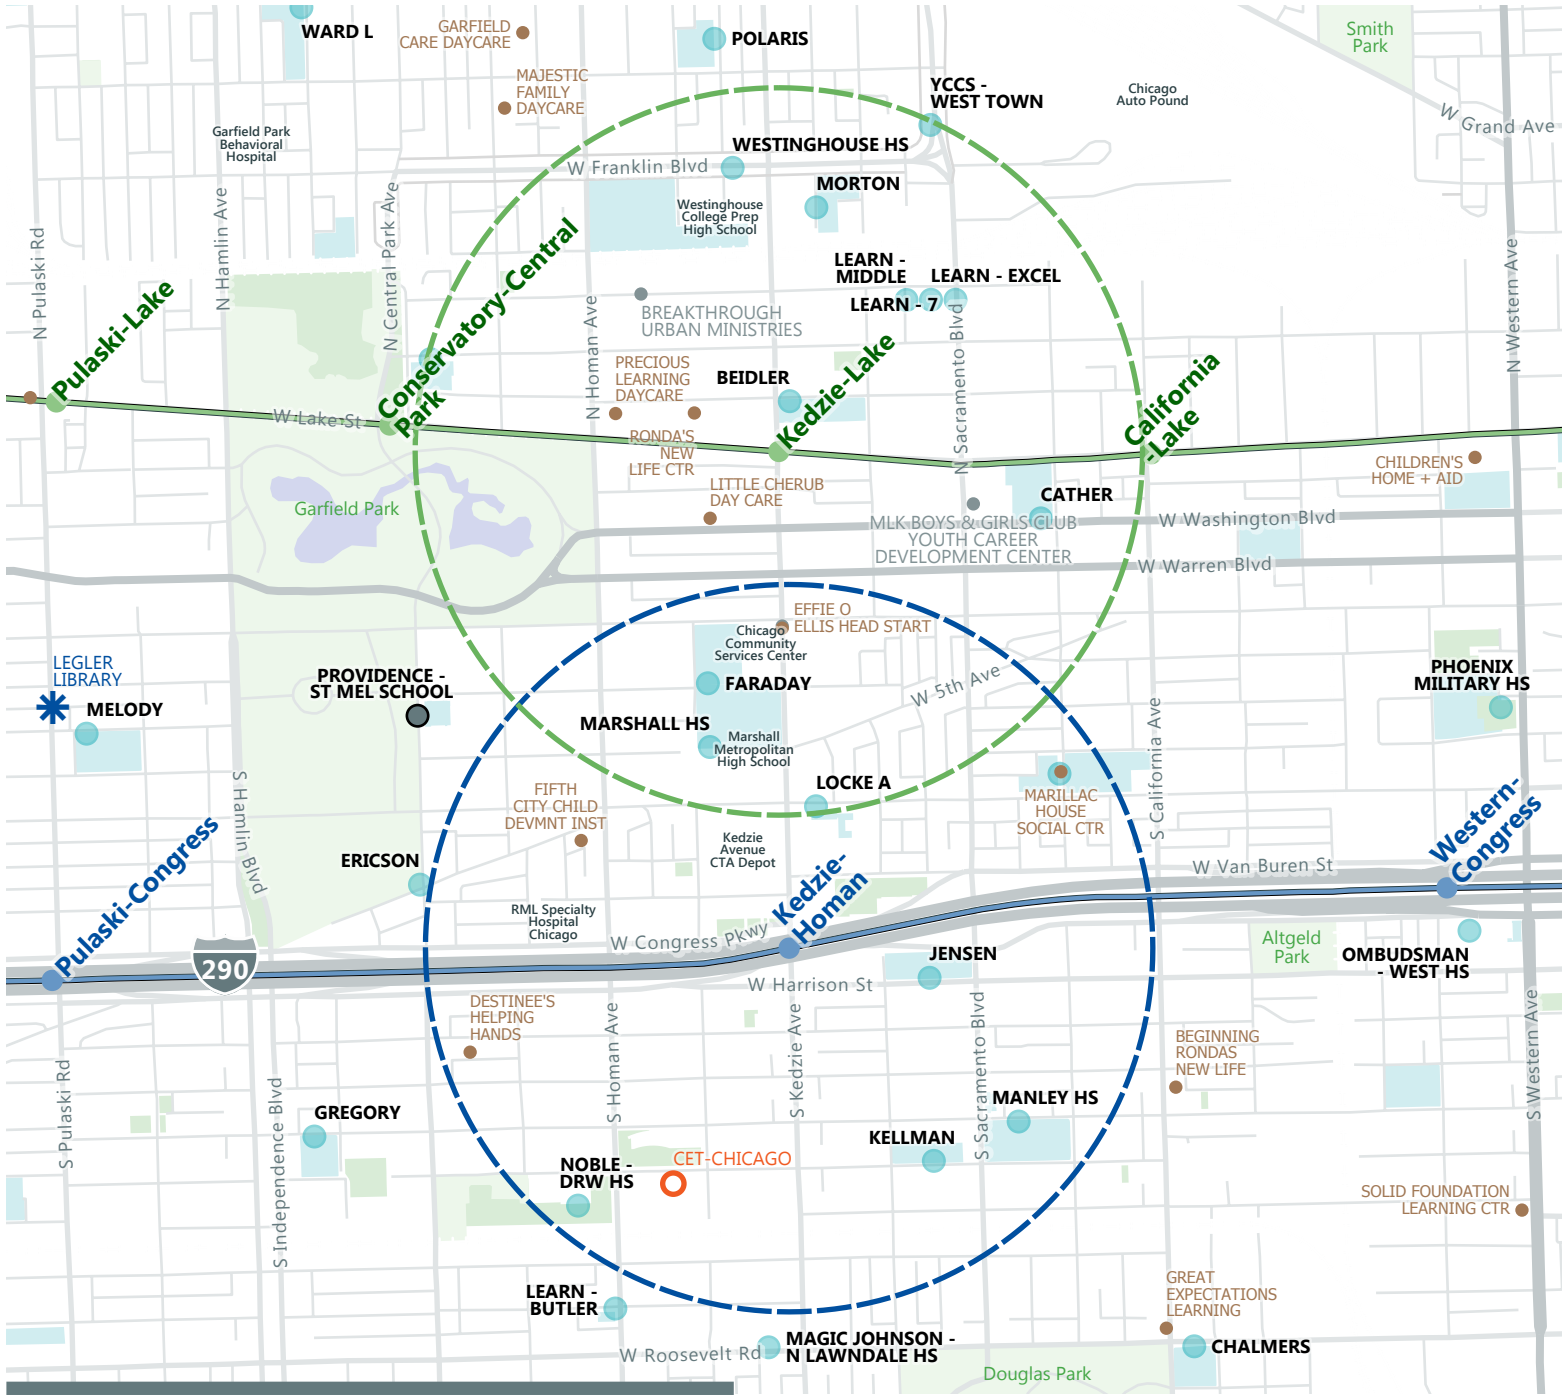 WARD L
GARFIELD
CARE DAYCARE
POLARIS
Smith
Park
MAJESTIC
FAMILY
DAYCARE
YCCS -
WEST TOWN
Chicago
Auto Pound
W Grand Ave
Garfield Park
Behavioral
Hospital
WESTINGHOUSE HS
W Franklin Blvd
MORTON
Westinghouse
College Prep
High School
N Pulaski Rd
N Hamlin Ave
N Central Park Ave
Conservatory-Central
Park
LEARN -
MIDDLE
LEARN - EXCEL
LEARN - 7
N Western Ave
Pulaski-Lake
BREAKTHROUGH
URBAN MINISTRIES
N Homan Ave
PRECIOUS
LEARNING
DAYCARE
BEIDLER
Kedzie-Lake
N Sacramento Blvd
California
-Lake
W Lake St
RONDA'S
NEW
LIFE CTR
CHILDREN'S
HOME + AID
LITTLE CHERUB
DAY CARE
CATHER
Garfield Park
MLK BOYS & GIRLS CLUB
YOUTH CAREER
DEVELOPMENT CENTER
W Washington Blvd
W Warren Blvd
EFFIE O
ELLIS HEAD START
Chicago
Community
Services Center
LEGLER
LIBRARY
PROVIDENCE -
ST MEL SCHOOL
FARADAY
W 5th Ave
PHOENIX
MILITARY HS
MELODY
MARSHALL HS
Marshall
Metropolitan
High School
S California Ave
LOCKE A
MARILLAC
HOUSE
SOCIAL CTR
S Hamlin Blvd
FIFTH
CITY CHILD
DEVMNT INST
Kedzie
Avenue
CTA Depot
Western-
Congress
ERICSON
W Van Buren St
Pulaski-Congress
Kedzie-
Homan
RML Specialty
Hospital
Chicago
W Congress Pkwy
290
JENSEN
Altgeld
Park
OMBUDSMAN
- WEST HS
W Harrison St
DESTINEE'S
HELPING
HANDS
S Pulaski Rd
S Independence Blvd
S Homan Ave
S Kedzie Ave
S Sacramento Blvd
S Western Ave
BEGINNING
RONDAS
NEW LIFE
GREGORY
MANLEY HS
KELLMAN
NOBLE -
DRW HS
CET-CHICAGO
SOLID FOUNDATION
LEARNING CTR
LEARN -
BUTLER
GREAT
EXPECTATIONS
LEARNING
W Roosevelt Rd
MAGIC JOHNSON -
N LAWNDALE HS
CHALMERS
Douglas Park